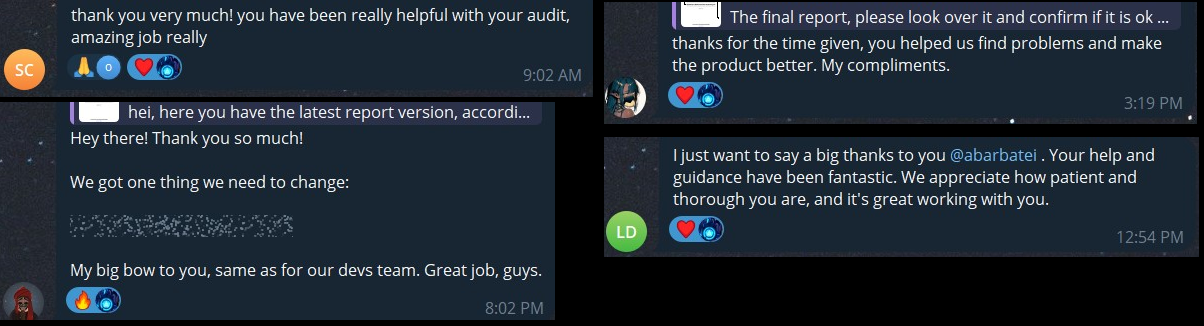 thank you very much! you have been really helpful with your audit,
amazing job really
SC
9:02 AM
hei, here you have the latest report version, accordi...
Hey there! Thank you so much!
We got one thing we need to change:
My big bow to you, same as for our devs team. Great job, guys.
8:02 PM
The final report, please look over it and confirm if it is ok ...
thanks for the time given, you helped us find problems and make
the product better. My compliments.
3:19 PM
I just want to say a big thanks to you @abarbatei . Your help and
guidance have been fantastic. We appreciate how patient and
thorough you are, and it's great working with you.
LD
12:54 PM